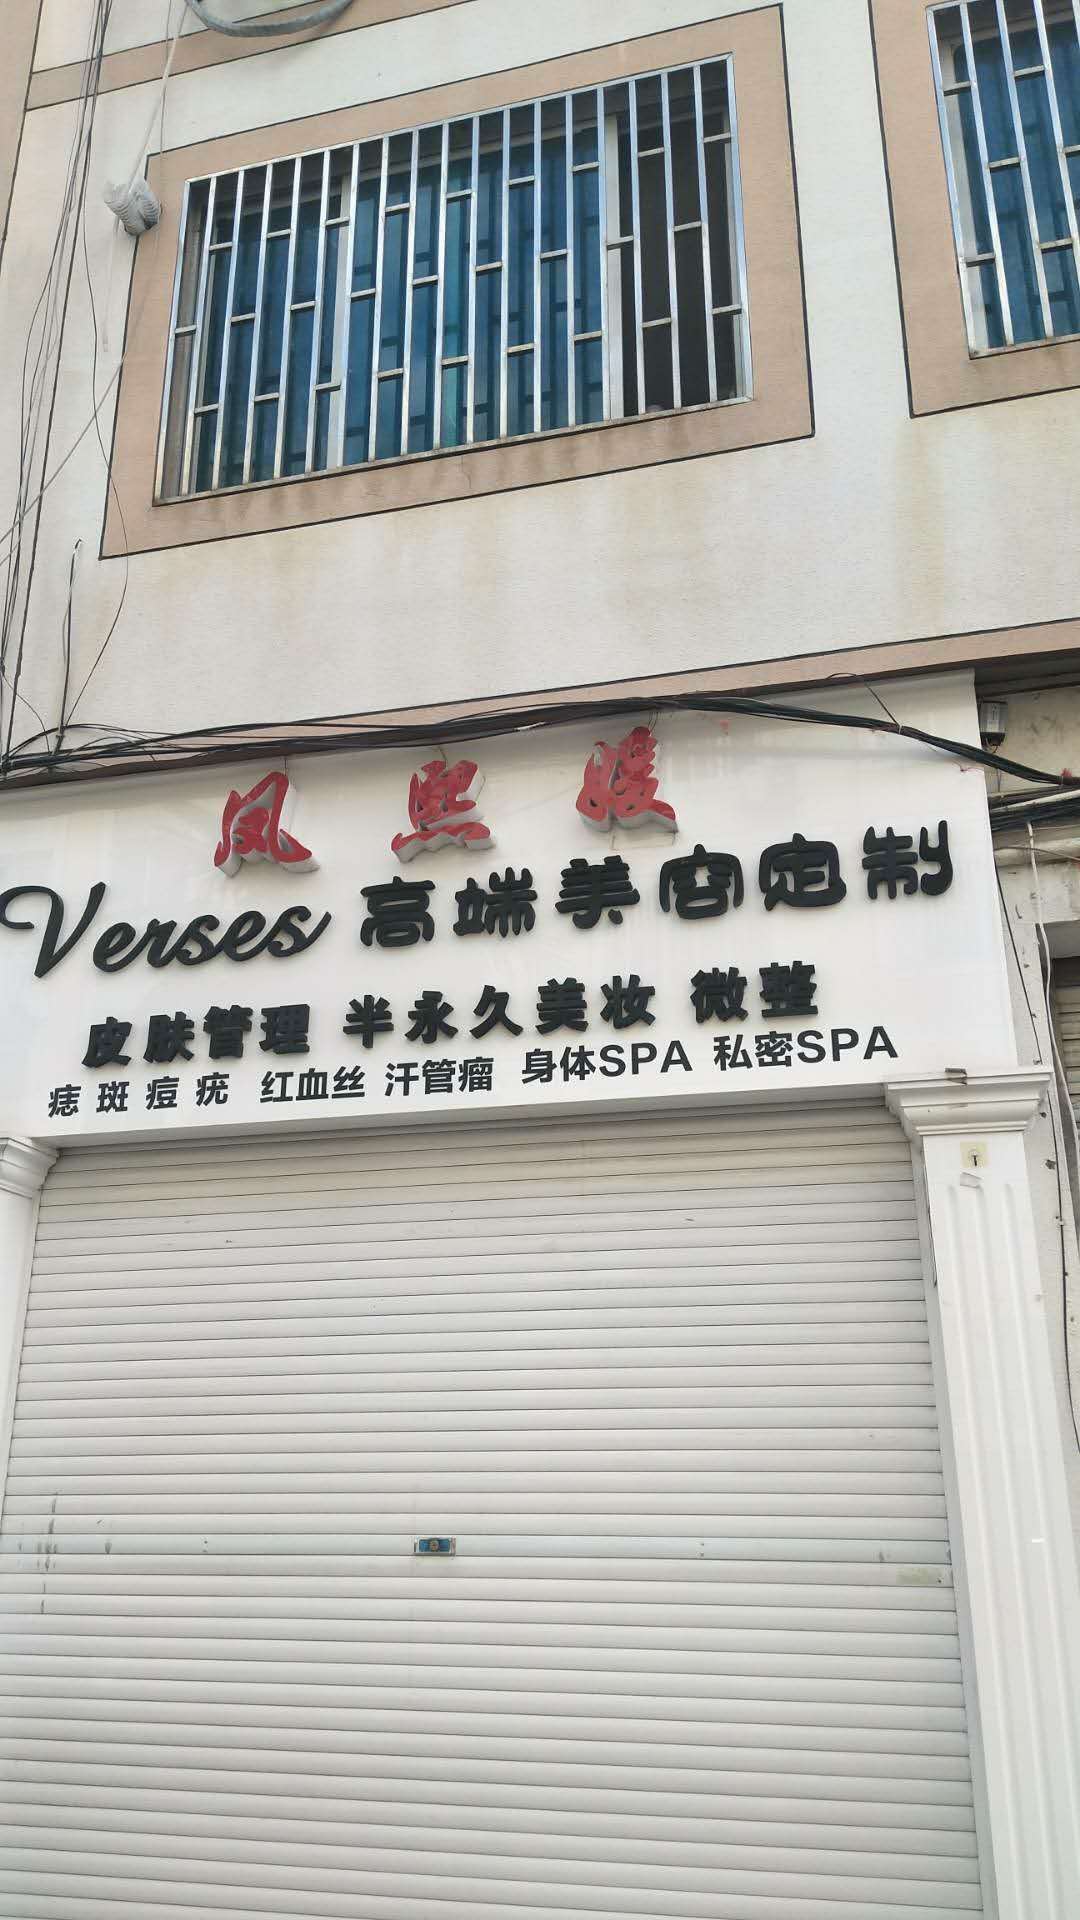 凤熙媛
Verses 高端美容定制
皮肤管理 半永久美妆 微整
痣 斑 痘 疣 红血丝 汗管瘤 身体SPA 私密SPA